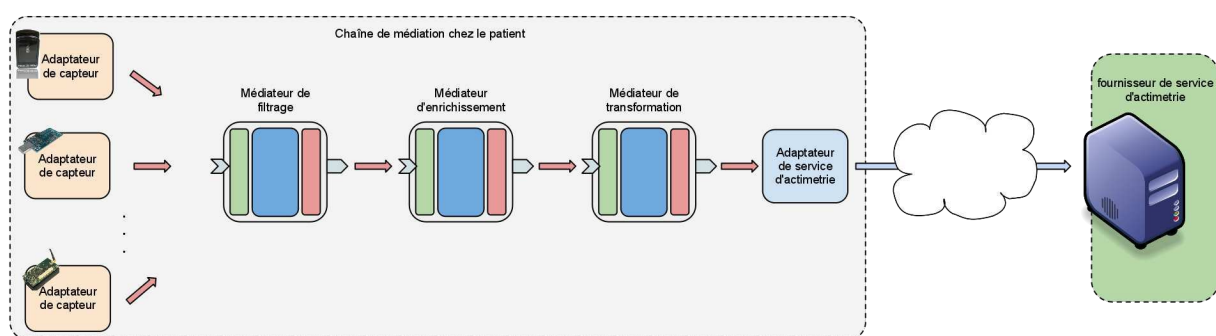 Chaîne de médiation chez le patient
Adaptateur
de capteur
Adaptateur
de capteur
Adaptateur
de capteur
Médiateur de
filtrage
Médiateur
d'enrichissement
Médiateur de
transformation
Adaptateur
de service
d'actimetrie
fournisseur de service
d'actimetrie